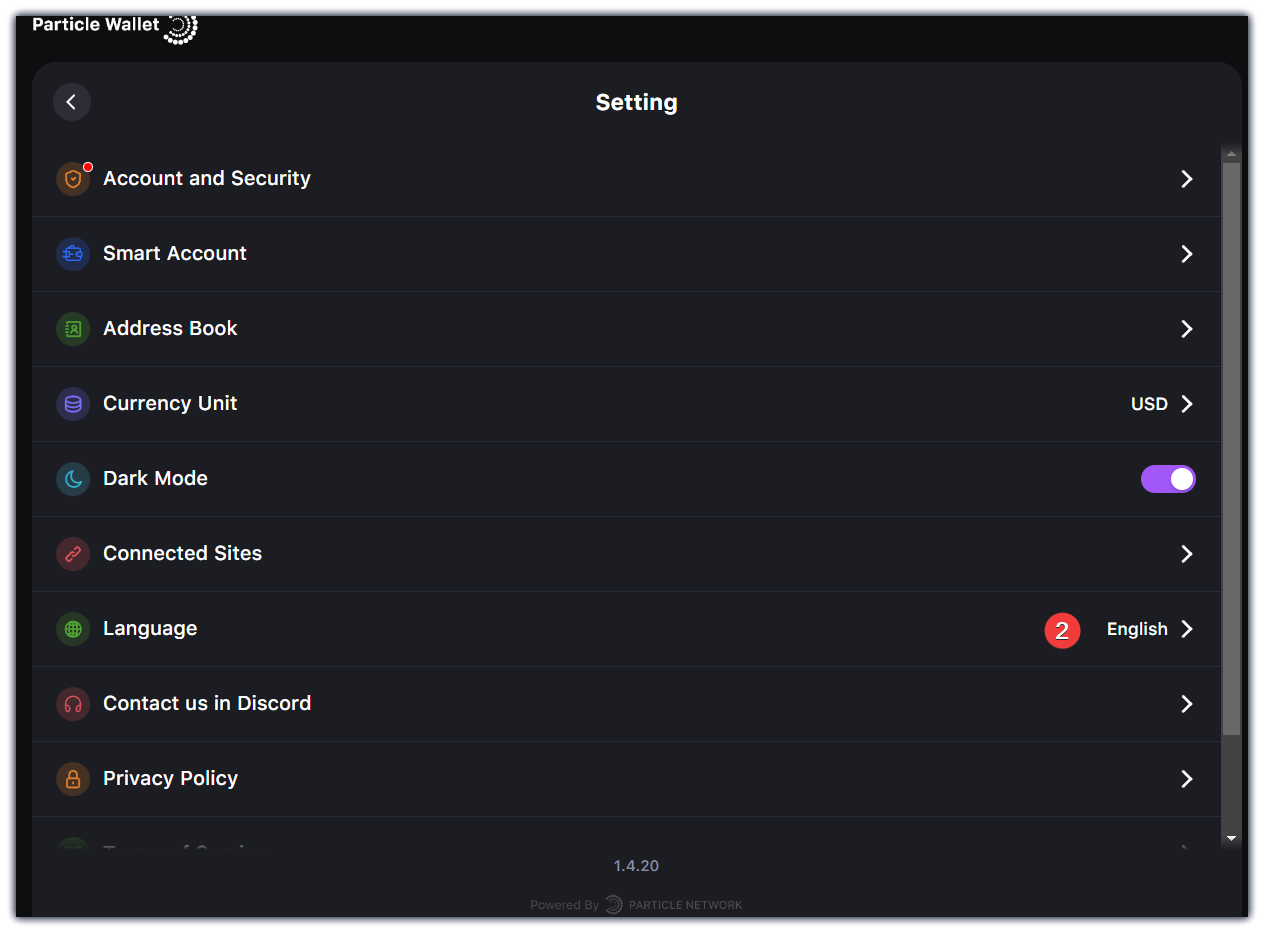 Particle Wallet
Setting
Account and Security
Smart Account
Address Book
Currency Unit USD
Dark Mode
Connected Sites
Language 2 English
Contact us in Discord
Privacy Policy
1.4.20
Powered By PARTICLE NETWORK